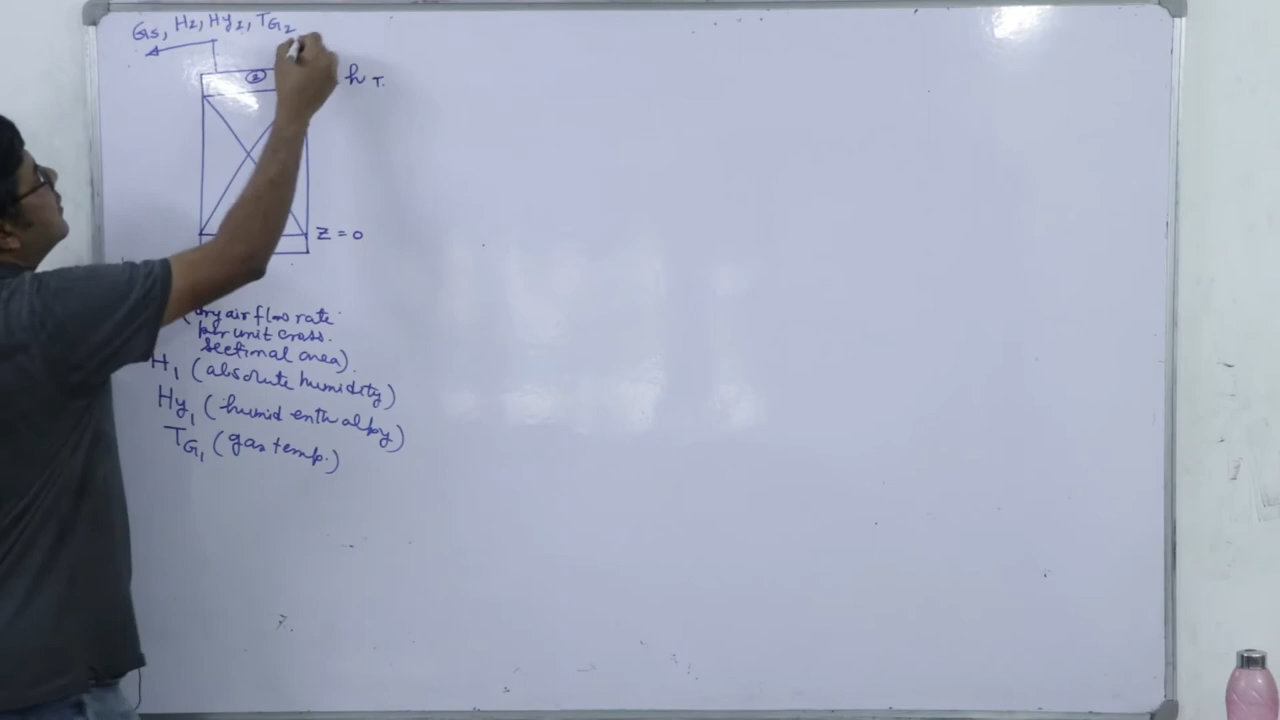 Gs, H2, Hy2, TG2
2
h T.
Z = 0
(dry air flow rate
per unit cross.
sectional area).
H1 (absolute humidity)
Hy1 (humid enthalpy)
TG1 (gas temp.)